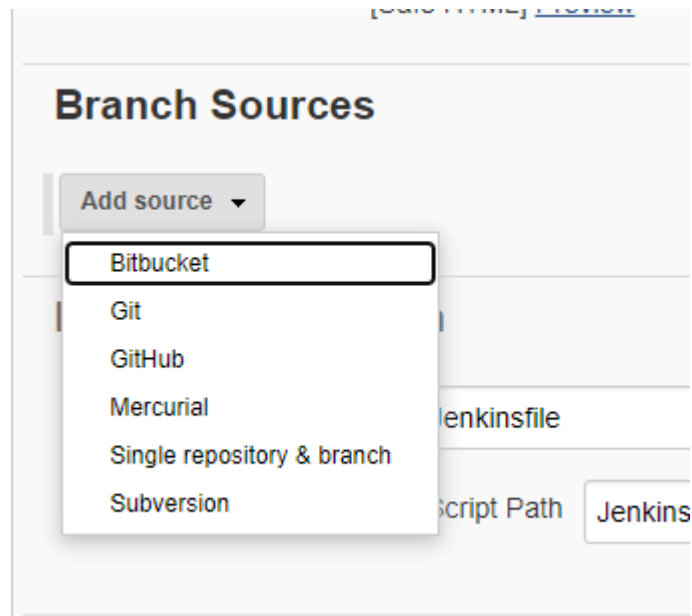 Branch Sources
Add source
Bitbucket
Git
GitHub
Mercurial
Jenkinsfile
Single repository & branch
Subversion
Script Path
Jenkins